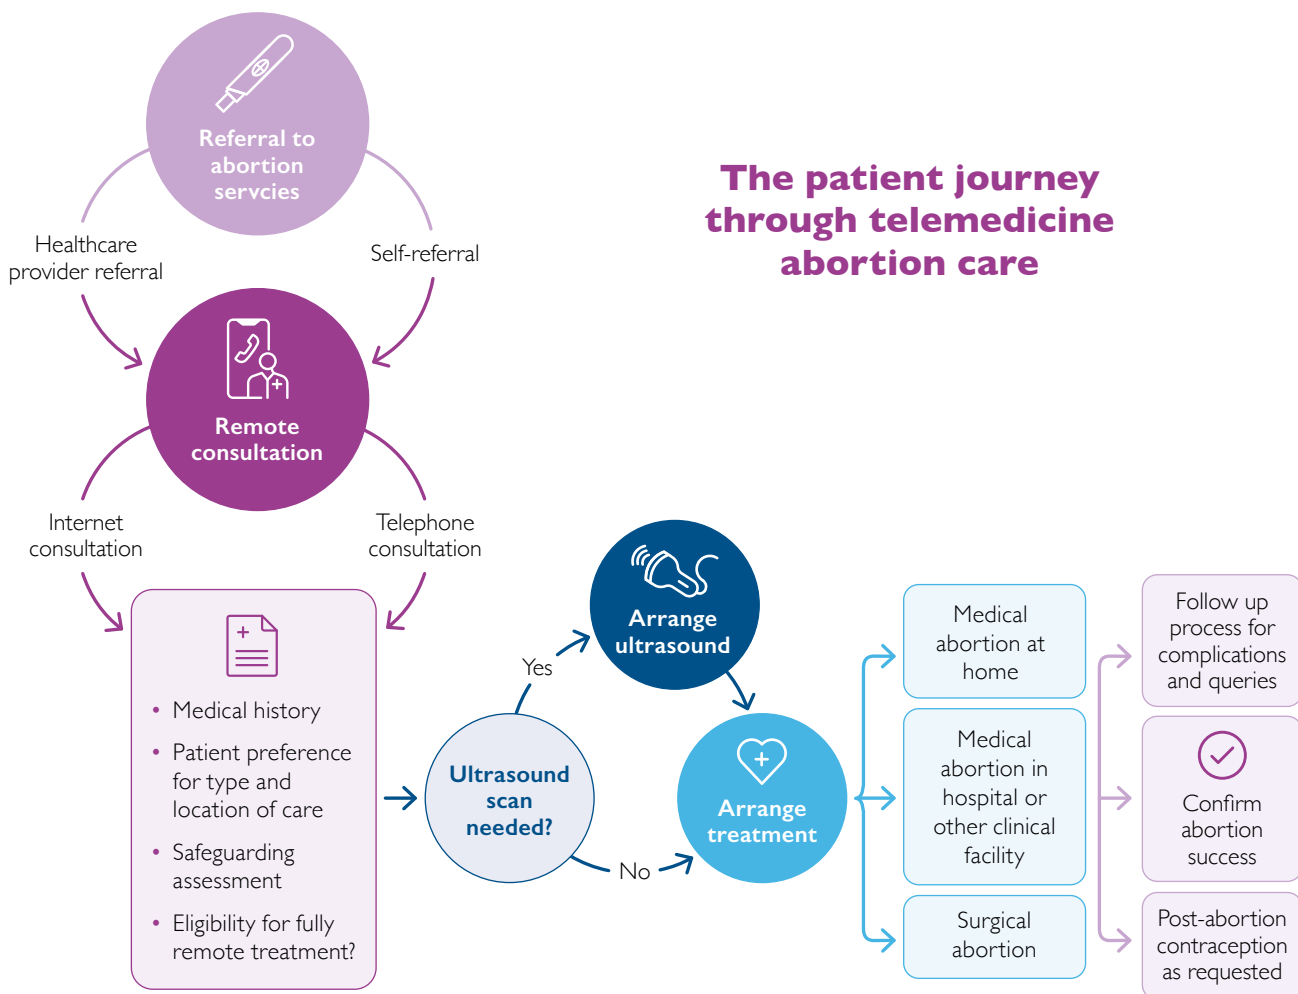 Referral to
abortion
servcies
The patient journey
through telemedicine
abortion care
Healthcare
provider referral
Self-referral
Remote
consultation
Internet
consultation
Telephone
consultation
• Medical history
• Patient preference
for type and
location of care
• Safeguarding
assessment
• Eligibility for fully
remote treatment?
Ultrasound
scan
needed?
Yes
No
Arrange
ultrasound
Arrange
treatment
Medical
abortion at
home
Medical
abortion in
hospital or
other clinical
facility
Surgical
abortion
Follow up
process for
complications
and queries
Confirm
abortion
success
Post-abortion
contraception
as requested